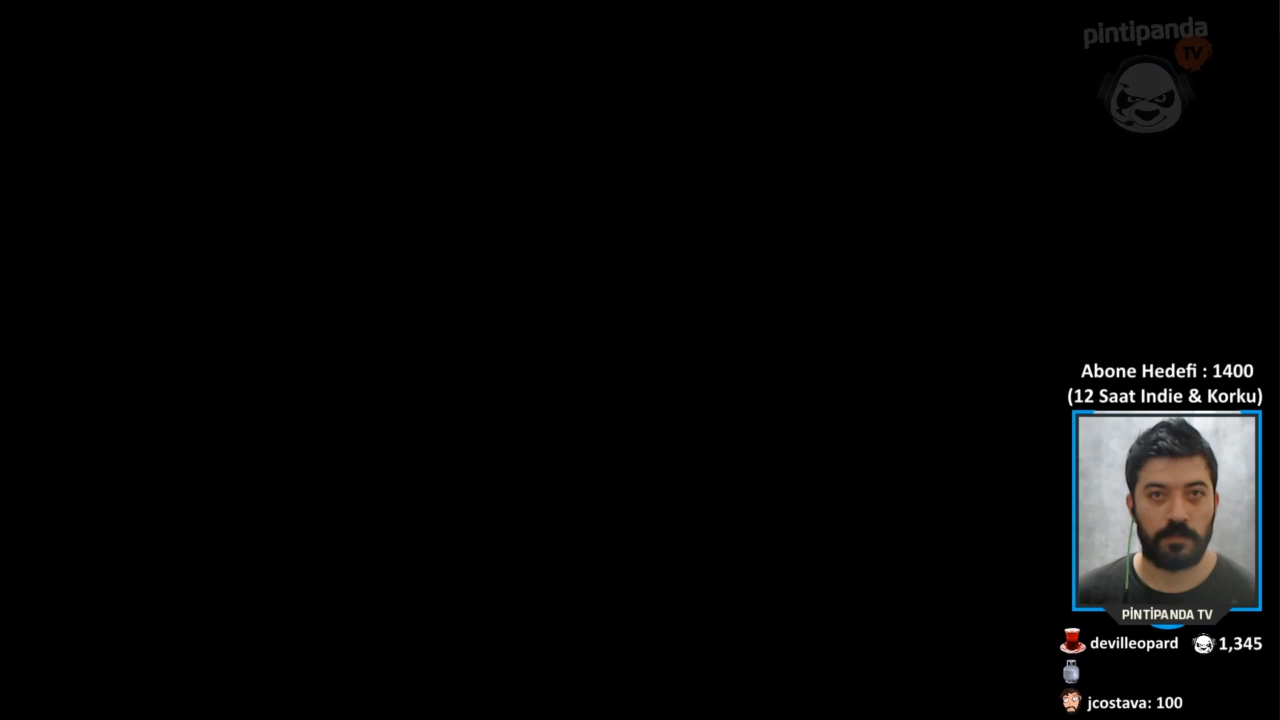 pintipanda
TV
Abone Hedefi : 1400
(12 Saat Indie & Korku)
PİNTİPANDA TV
devilleopard 1,345
jcostava: 100